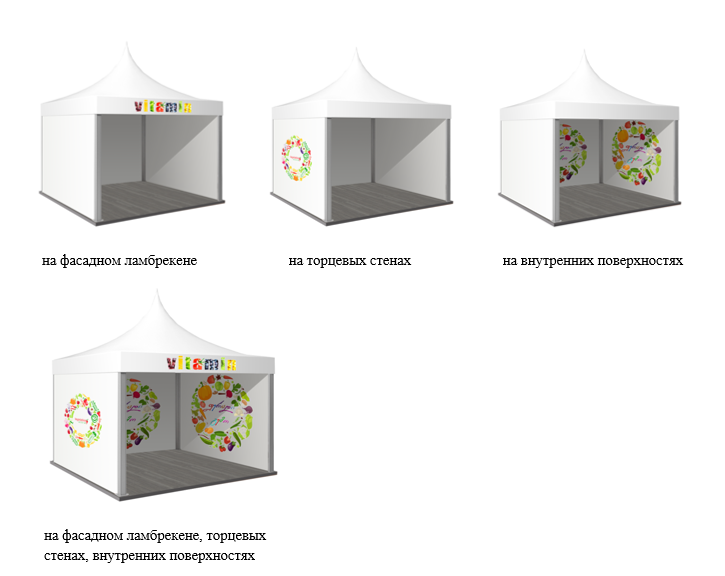 vitamin
на фасадном ламбрекене
на торцевых стенах
на внутренних поверхностях
vitamin
на фасадном ламбрекене, торцевых
стенах, внутренних поверхностях